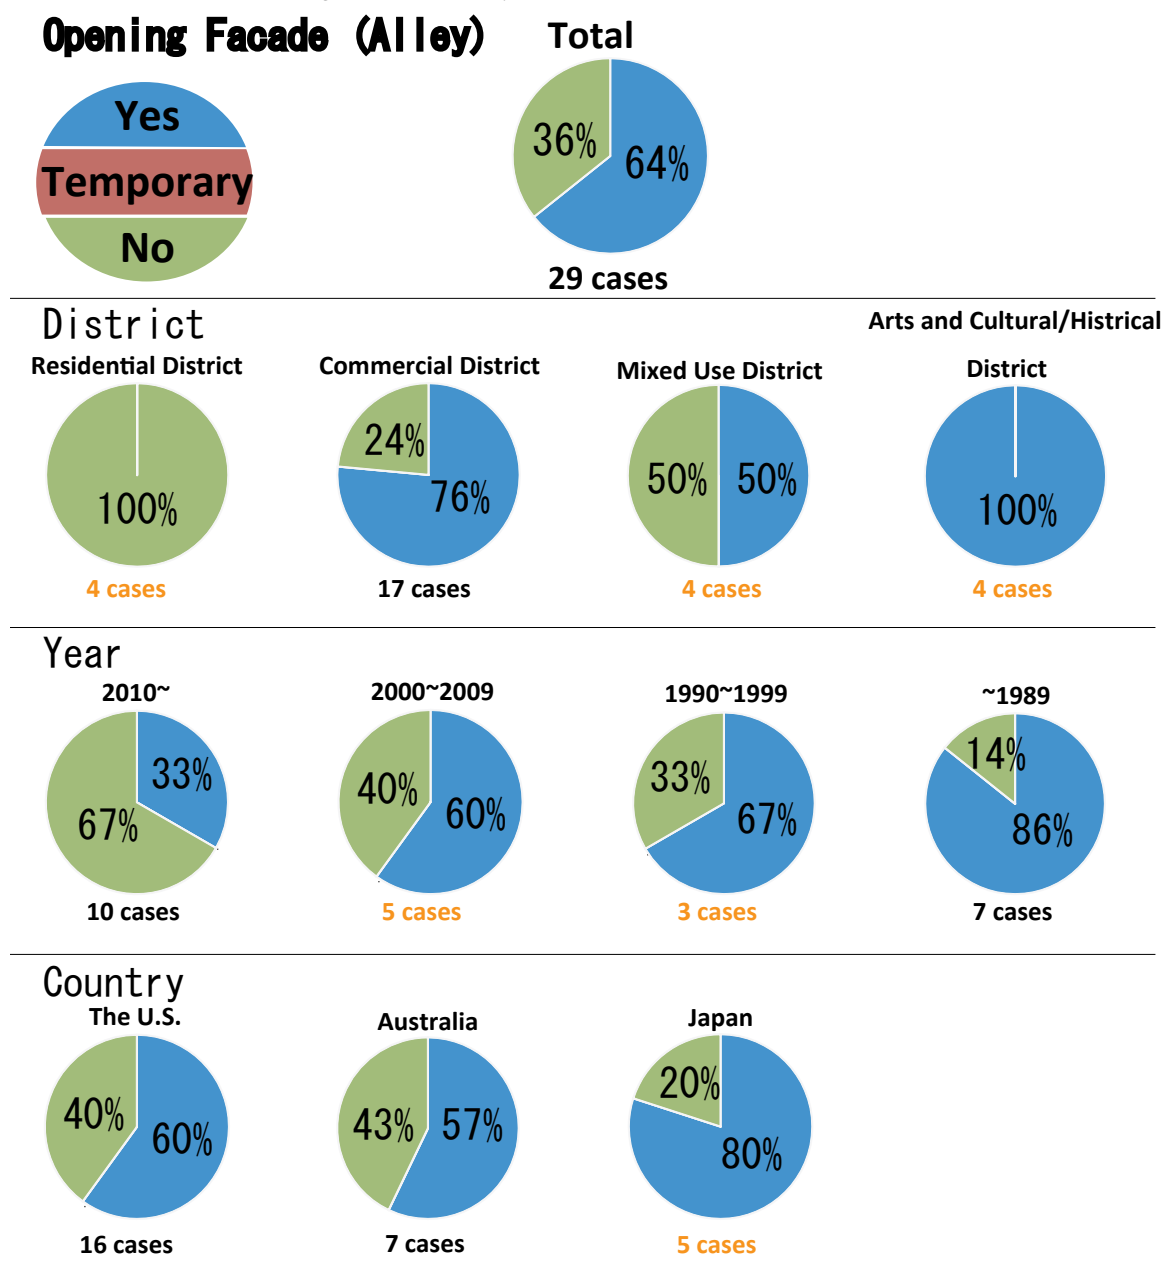 Opening Facade (Alley)
Total
Yes
Temporary
No
36%
64%
29 cases
District
Residential District
100%
4 cases
Commercial District
24%
76%
17 cases
Mixed Use District
50%
50%
4 cases
Arts and Cultural/Histrical
District
100%
4 cases
Year
2010~
33%
67%
10 cases
2000~2009
40%
60%
5 cases
1990~1999
33%
67%
3 cases
~1989
14%
86%
7 cases
Country
The U.S.
40%
60%
16 cases
Australia
43%
57%
7 cases
Japan
20%
80%
5 cases